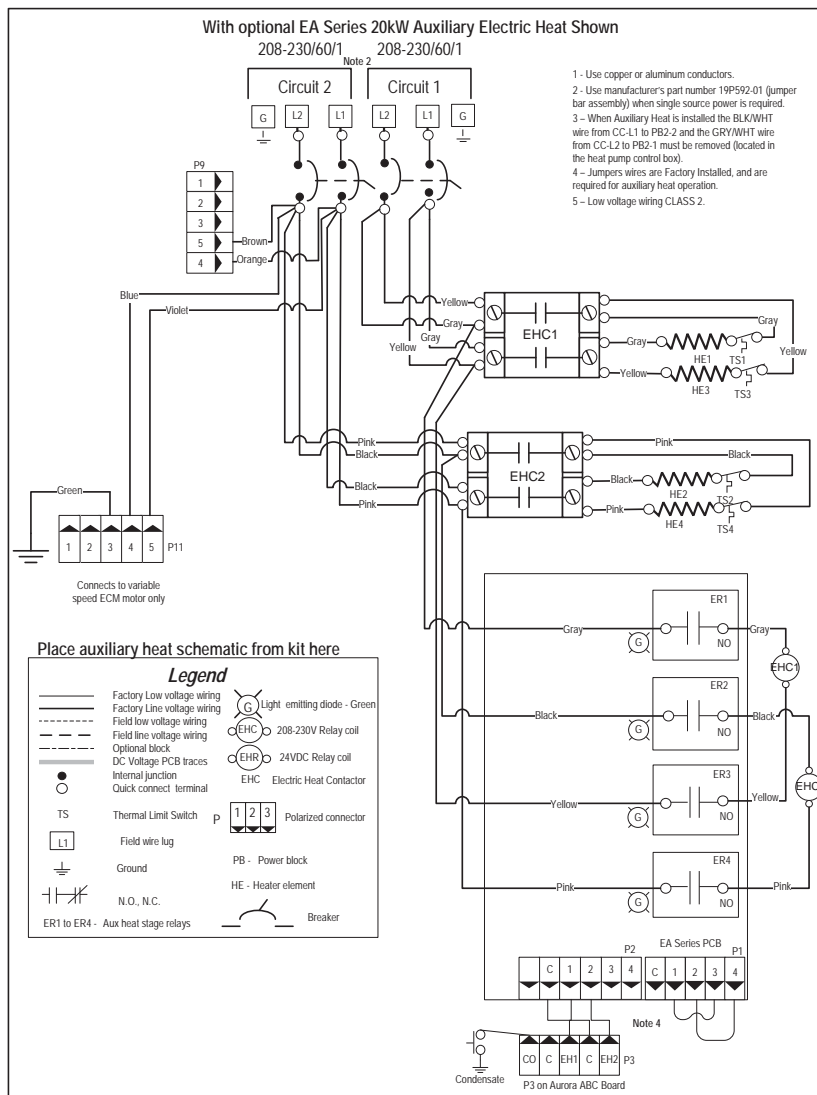 With optional EA Series 20kW Auxiliary Electric Heat Shown
208-230/60/1 208-230/60/1
Note 2
Circuit 2 Circuit 1
G L2 L1 L2 L1 G
1 - Use copper or aluminum conductors.
2 - Use manufacturer's part number 19P592-01 (jumper
bar assembly) when single source power is required.
3 – When Auxiliary Heat is installed the BLK/WHT
wire from CC-L1 to PB2-2 and the GRY/WHT wire
from CC-L2 to PB2-1 must be removed (located in
the heat pump control box).
4 – Jumpers wires are Factory Installed, and are
required for auxiliary heat operation.
5 – Low voltage wiring CLASS 2.
P9
1
2
3
5
4
Brown
Orange
Blue
Violet
Yellow
Gray
Gray
Yellow
EHC1
Gray
Gray
HE1
TS1
Yellow
Yellow
HE3
TS3
Pink
Black
Black
Pink
EHC2
Pink
Black
Black
HE2
TS2
Pink
HE4
TS4
Green
1 2 3 4 5 P11
Connects to variable
speed ECM motor only
ER1
Gray
G
NO
Gray
EHC1
ER2
Black
G
NO
Black
EHC
ER3
Yellow
G
NO
Yellow
ER4
Pink
G
NO
Pink
EA Series PCB
P2
P1
C 1 2 3 4
C 1 2 3 4
Note 4
Condensate
CO C EH1 C EH2 P3
P3 on Aurora ABC Board
Place auxiliary heat schematic from kit here
Legend
Factory Low voltage wiring
Factory Line voltage wiring
Field low voltage wiring
Field line voltage wiring
Optional block
DC Voltage PCB traces
Internal junction
Quick connect terminal
TS Thermal Limit Switch
L1 Field wire lug
Ground
N.O., N.C.
ER1 to ER4 - Aux heat stage relays
G Light emitting diode - Green
EHC 208-230V Relay coil
EHR 24VDC Relay coil
EHC Electric Heat Contactor
P 1 2 3 Polarized connector
PB - Power block
HE - Heater element
Breaker